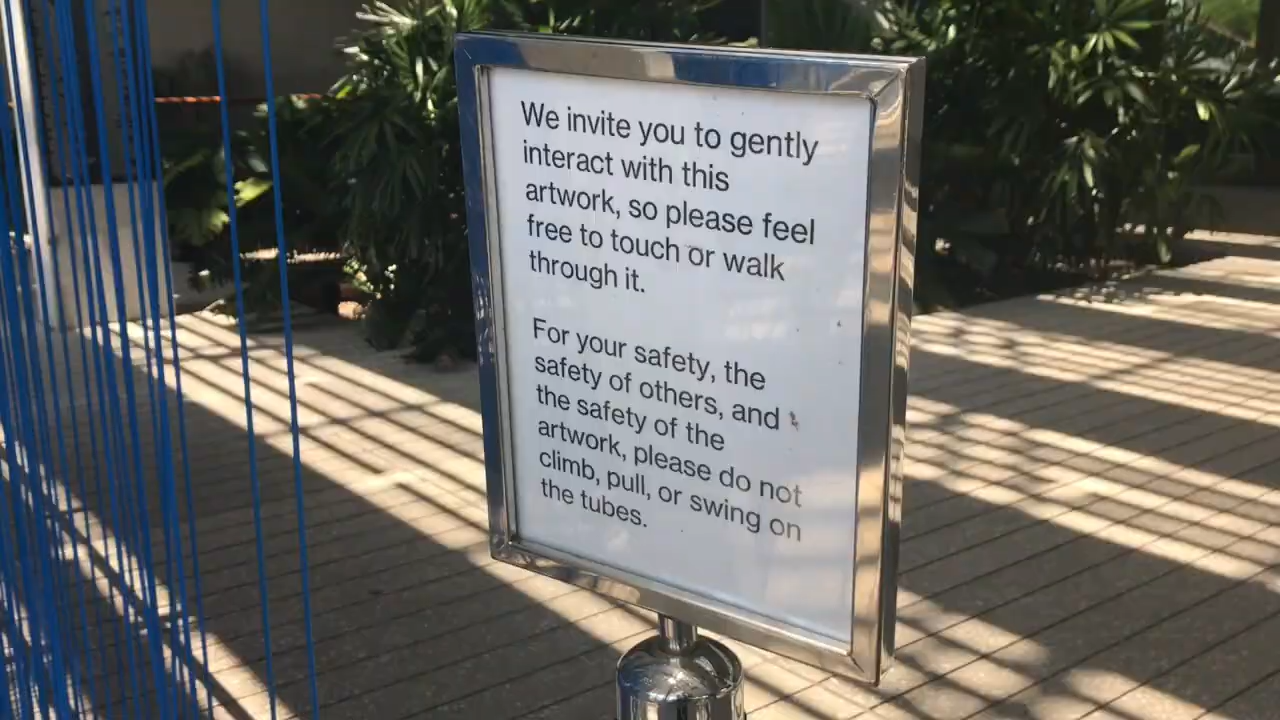 We invite you to gently
interact with this
artwork, so please feel
free to touch or walk
through it.
For your safety, the
safety of others, and
the safety of the
artwork, please do not
climb, pull, or swing on
the tubes.